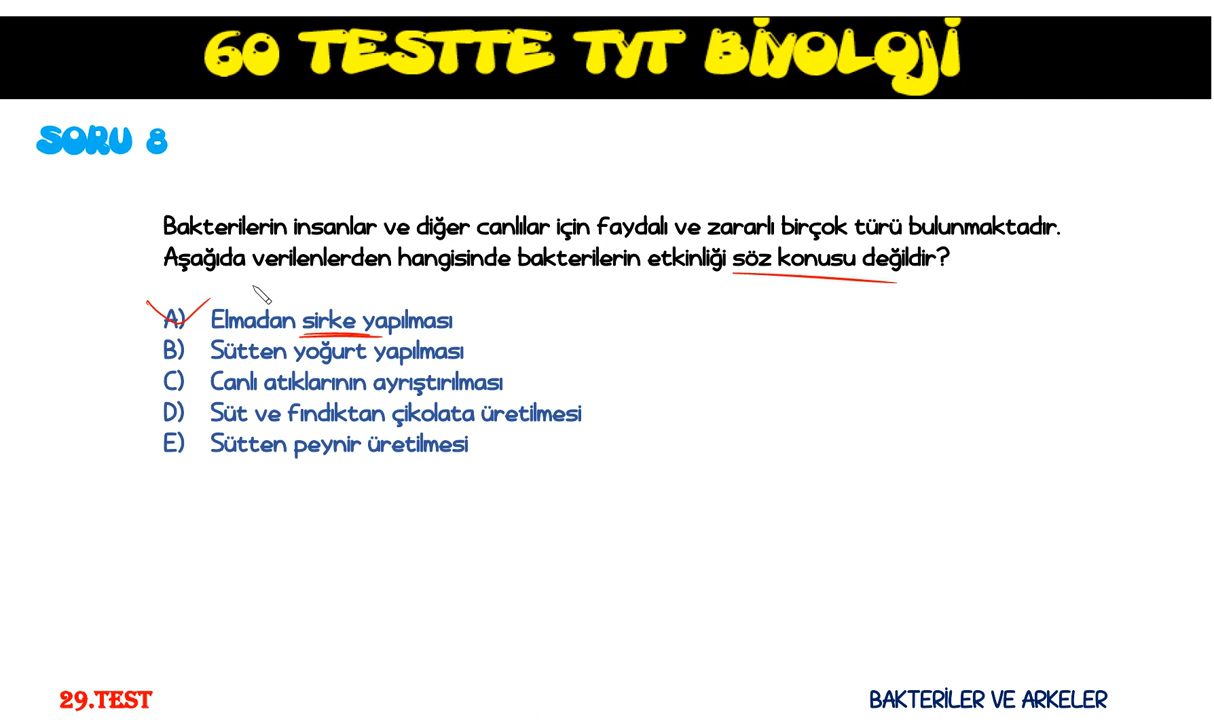 60 TESTTE TYT BİYOLOJİ
SORU 8
Bakterilerin insanlar ve diğer canlılar için faydalı ve zararlı birçok türü bulunmaktadır.
Aşağıda verilenlerden hangisinde bakterilerin etkinliği söz konusu değildir?
A) Elmadan sirke yapılması
B) Sütten yoğurt yapılması
C) Canlı atıklarının ayrıştırılması
D) Süt ve fındıktan çikolata üretilmesi
E) Sütten peynir üretilmesi
29.TEST
BAKTERİLER VE ARKELER